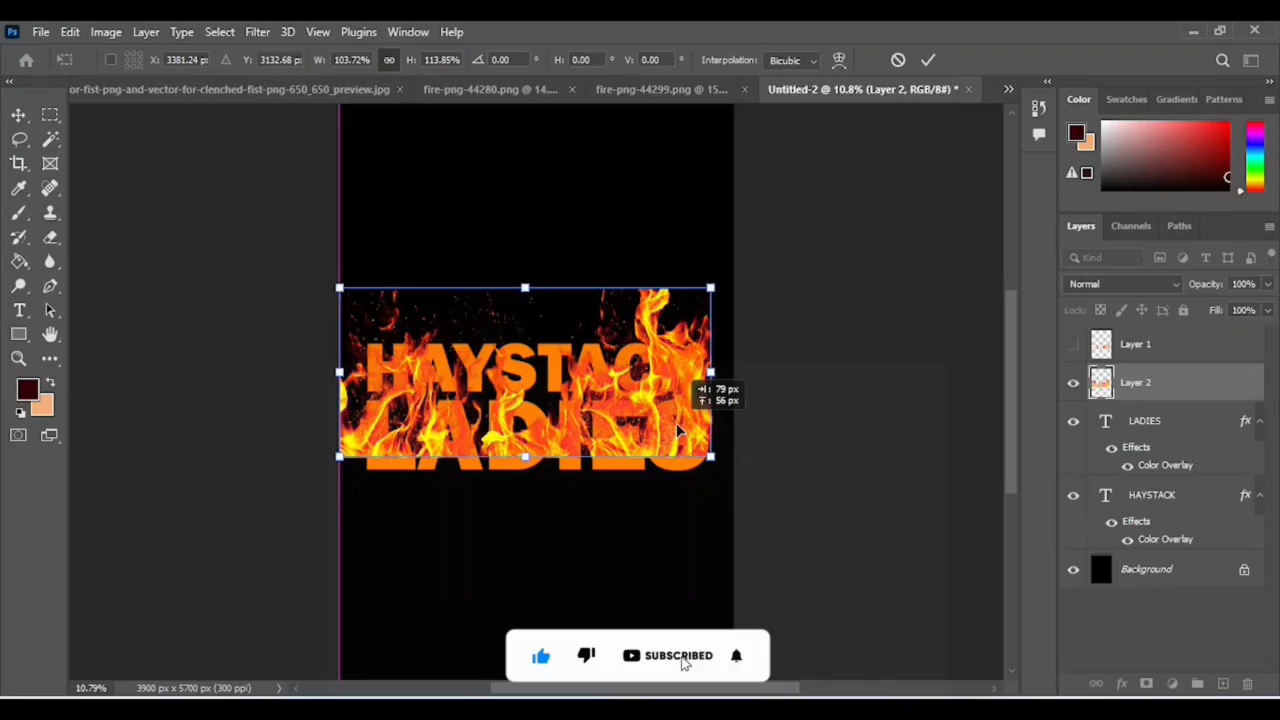 Ps File Edit Image Layer Type Select Filter 3D View Plugins Window Help
X: 3381.24 p: Y: 3132.68 p: W: 103.72% H: 113.85% 0.00 ° H: 0.00 ° V: 0.00 ° Interpolation: Bicubic
or-fist-png-and-vector-for-clenched-fist-png-650_650_preview.jpg × fire-png-44280.png @ 14.... × fire-png-44299.png @ 15... × Untitled-2 @ 10.8% (Layer 2, RGB/8#) * ×
Color Swatches Gradients Patterns
Layers Channels Paths
Kind
Normal Opacity: 100%
Lock: Fill: 100%
Layer 1
Layer 2
LADIES fx
Effects
Color Overlay
HAYSTACK fx
Effects
Color Overlay
Background
HAYSTAC
LADIES
79 px
56 px
SUBSCRIBED
10.79% 3900 px x 5700 px (300 ppi)
fx